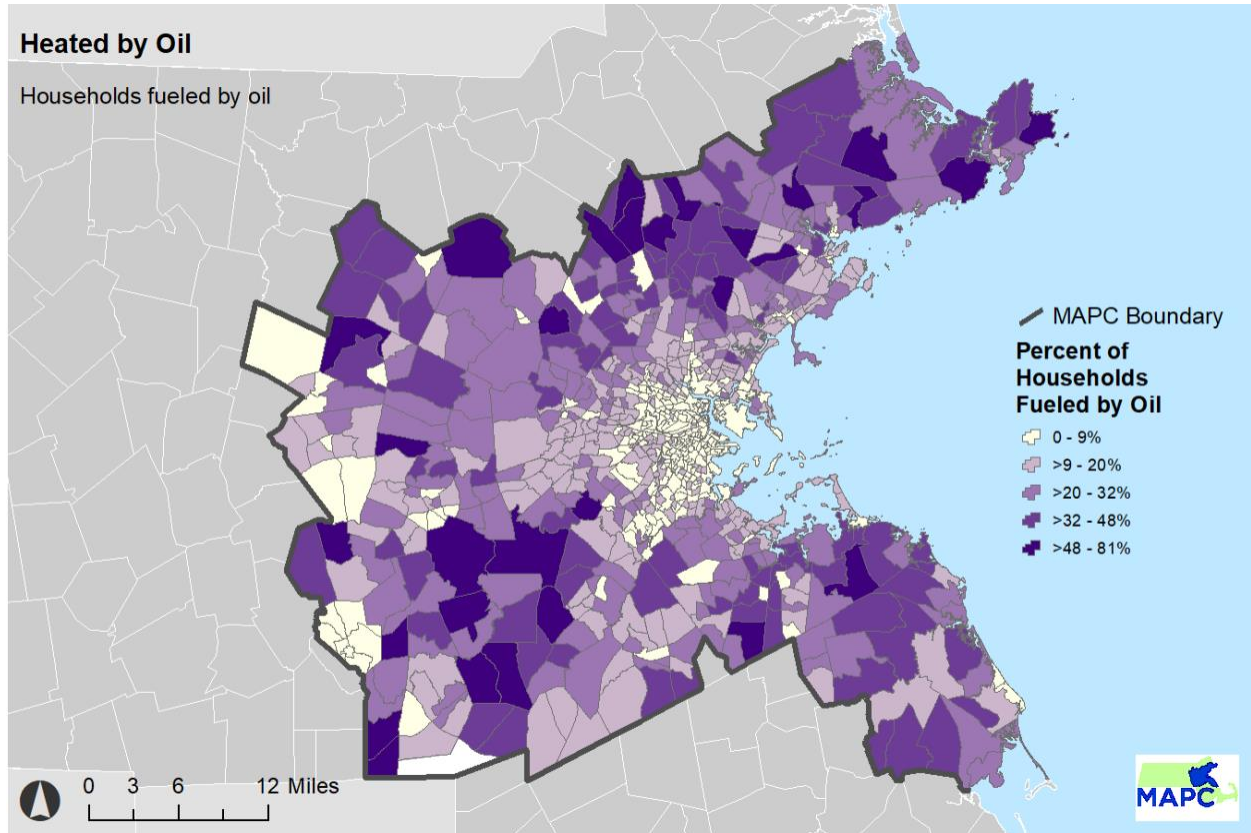 Heated by Oil
Households fueled by oil
MAPC Boundary
Percent of
Households
Fueled by Oil
0 - 9%
>9 - 20%
>20 - 32%
>32 - 48%
>48 - 81%
0 3 6 12 Miles
MAPC